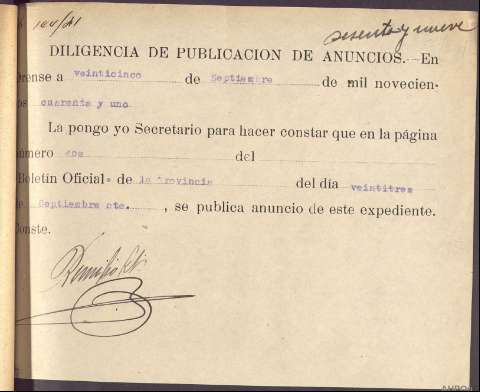 104/41
sesenta y nueve
DILIGENCIA DE PUBLICACION DE ANUNCIOS.—En
rense a veinticinco de Septiembre de mil novecien-
os cuarenta y uno
La pongo yo Secretario para hacer constar que en la página
número dos del
Boletín Oficial» de la Provincia del día veintitres
e Septiembre cte. , se publica anuncio de este expediente.
Conste.